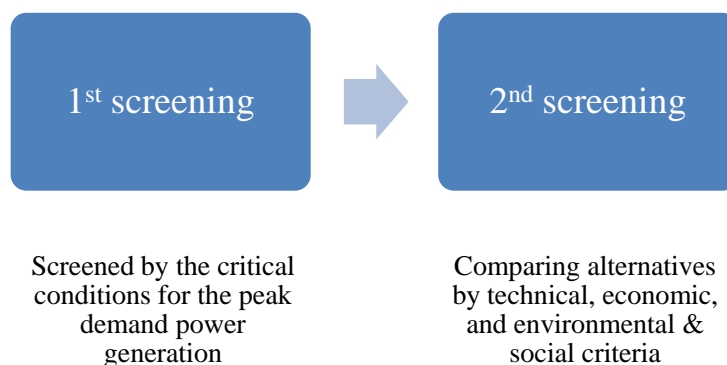 1st screening
2nd screening
Screened by the critical
conditions for the peak
demand power
generation
Comparing alternatives
by technical, economic,
and environmental &
social criteria